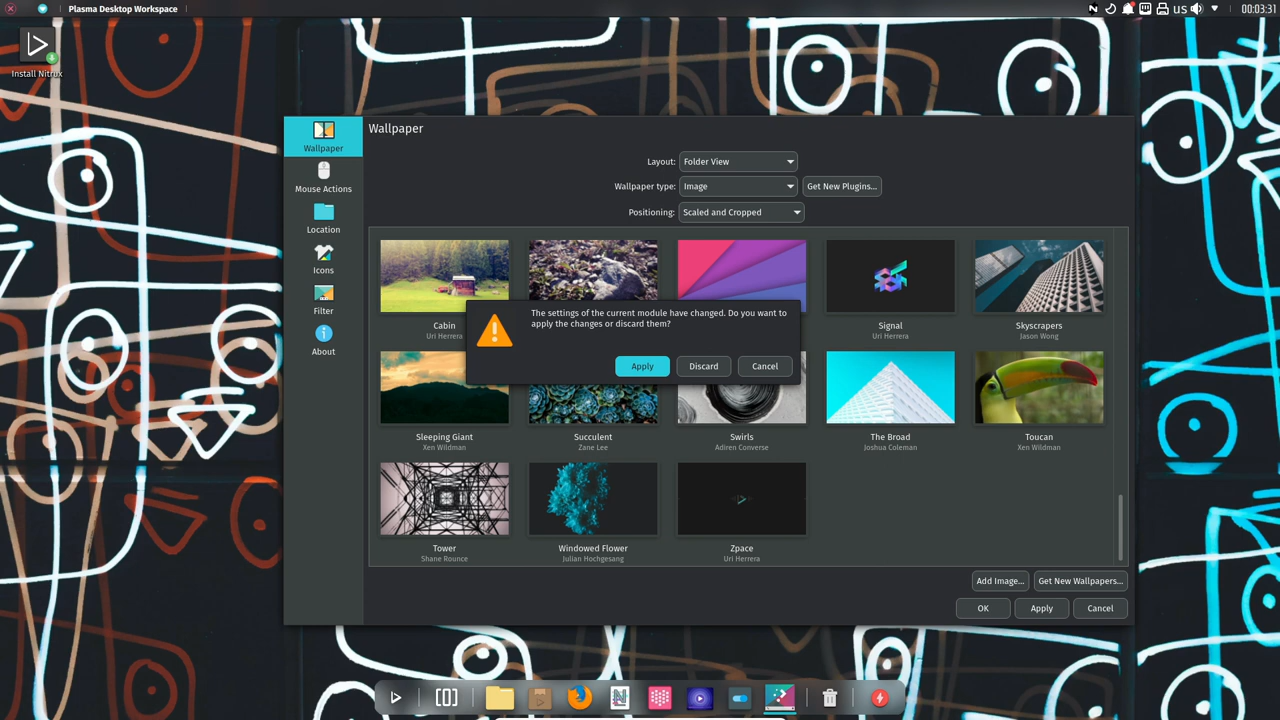 Plasma Desktop Workspace
US
00:03:31
Install Nitrux
Wallpaper
Mouse Actions
Location
Icons
Filter
About
Wallpaper
Layout:
Folder View
Wallpaper type:
Image
Get New Plugins...
Positioning:
Scaled and Cropped
Cabin
Uri Herrera
Signal
Uri Herrera
Skyscrapers
Jason Wong
The settings of the current module have changed. Do you want to
apply the changes or discard them?
Apply
Discard
Cancel
Sleeping Giant
Xen Wildman
Succulent
Zane Lee
Swirls
Adiren Converse
The Broad
Joshua Coleman
Toucan
Xen Wildman
Tower
Shane Rounce
Windowed Flower
Julian Hochgesang
Zpace
Uri Herrera
Add Image...
Get New Wallpapers...
OK
Apply
Cancel